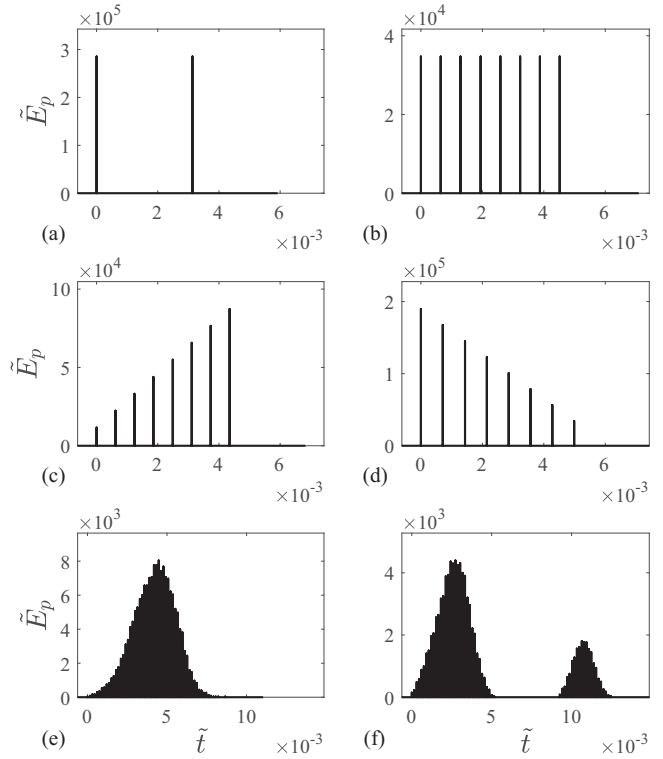 ×10^5 ×10^4
3 4
2 2
1
0 0
Ẽ_p
0 2 4 6 0 2 4 6
(a) ×10^-3 (b) ×10^-3
×10^4 ×10^5
10 2
5 1
0 0
Ẽ_p
0 2 4 6 0 2 4 6
(c) ×10^-3 (d) ×10^-3
×10^3 ×10^3
8 4
6
4 2
2
0 0
Ẽ_p
0 5 10 0 5 10
(e) t̃ ×10^-3 (f) t̃ ×10^-3